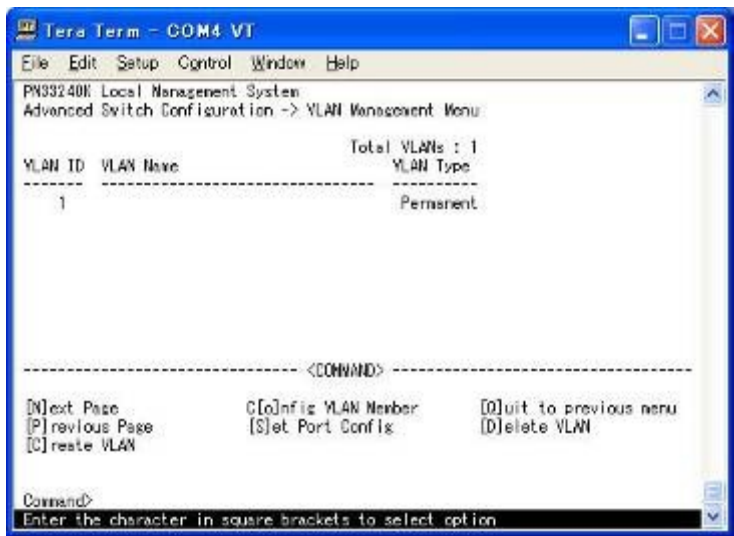 Tera Term - COM4 VT
File Edit Setup Control Window Help
PN33240K Local Management System
Advanced Switch Configuration -> VLAN Management Menu
Total VLANs : 1
VLAN ID VLAN Name VLAN Type
------- -------------------------------- ----------
1 Permanent
-------------------------------- <COMMAND> -----------------------------------
[N]ext Page C[o]nfig VLAN Member [Q]uit to previous menu
[P]revious Page [S]et Port Config [D]elete VLAN
[C]reate VLAN
Command>
Enter the character in square brackets to select option